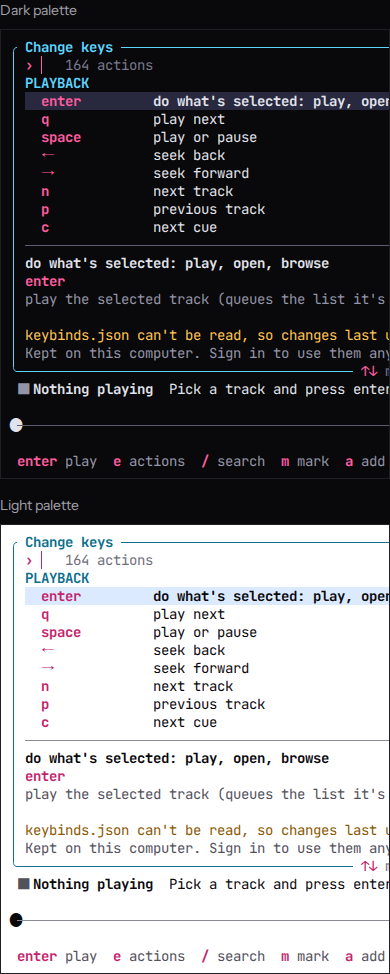 Dark palette
Change keys
› 164 actions
PLAYBACK
enter do what's selected: play, open
q play next
space play or pause
← seek back
→ seek forward
n next track
p previous track
c next cue
do what's selected: play, open, browse
enter
play the selected track (queues the list it's
keybinds.json can't be read, so changes last u
Kept on this computer. Sign in to use them any
↑↓ m
Nothing playing Pick a track and press enter
enter play e actions / search m mark a add
Light palette
Change keys
› 164 actions
PLAYBACK
enter do what's selected: play, open
q play next
space play or pause
← seek back
→ seek forward
n next track
p previous track
c next cue
do what's selected: play, open, browse
enter
play the selected track (queues the list it's
keybinds.json can't be read, so changes last u
Kept on this computer. Sign in to use them any
↑↓ m
Nothing playing Pick a track and press enter
enter play e actions / search m mark a add